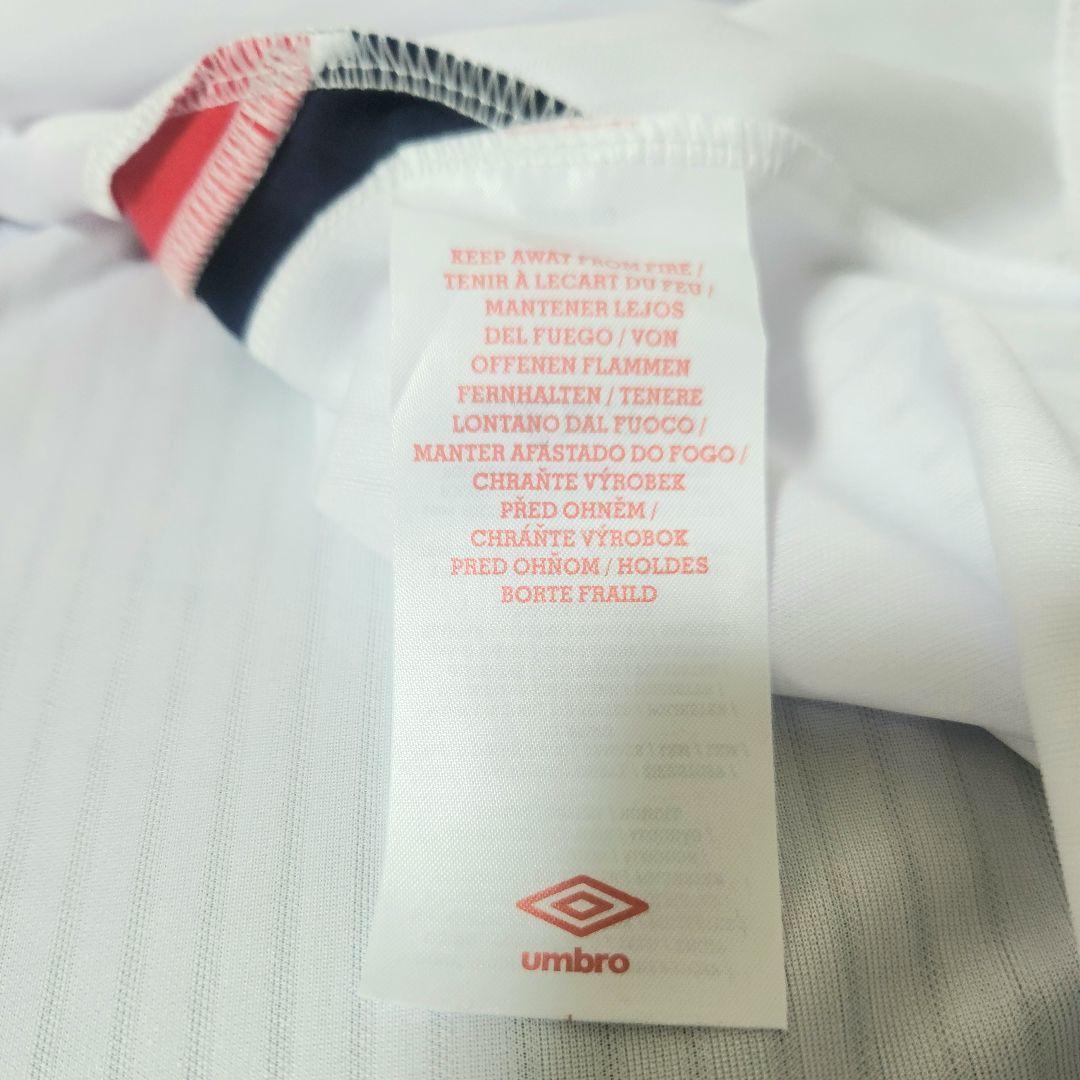 KEEP AWAY FROM FIRE /
TENIR À LECART DU FEU /
MANTENER LEJOS
DEL FUEGO / VON
OFFENEN FLAMMEN
FERNHALTEN / TENERE
LONTANO DAL FUOCO /
MANTER AFASTADO DO FOGO /
CHRAŇTE VÝROBEK
PŘED OHNĚM /
CHRÁŇTE VÝROBOK
PRED OHŇOM / HOLDES
BORTE FRAILD
umbro